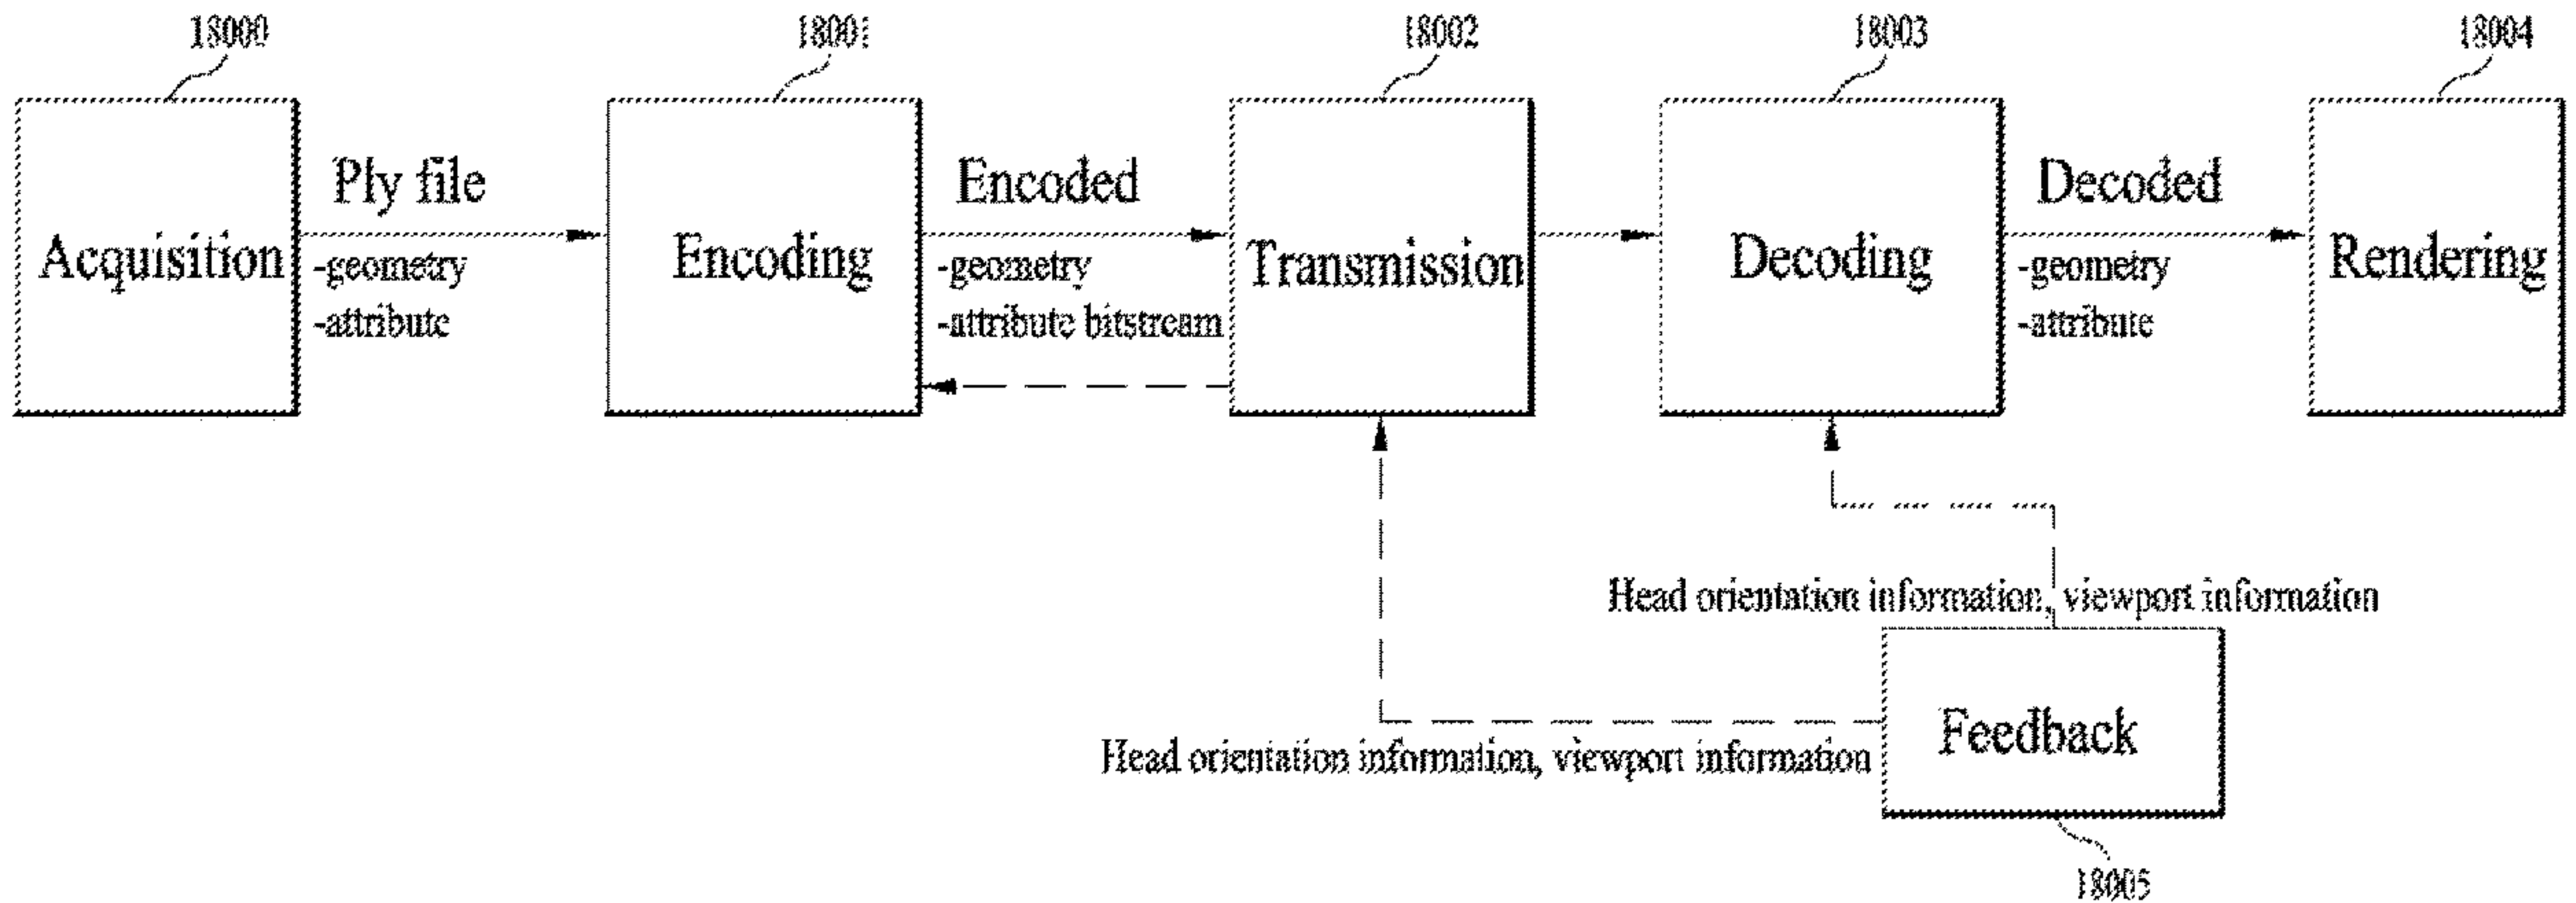 18000
18001
18002
18003
18004
Ply file
Encoded
Decoded
Acquisition
-geometry
-attribute
Encoding
-geometry
-attribute bitstream
Transmission
Decoding
-geometry
-attribute
Rendering
Head orientation information, viewport information
Feedback
Head orientation information, viewport information
18005